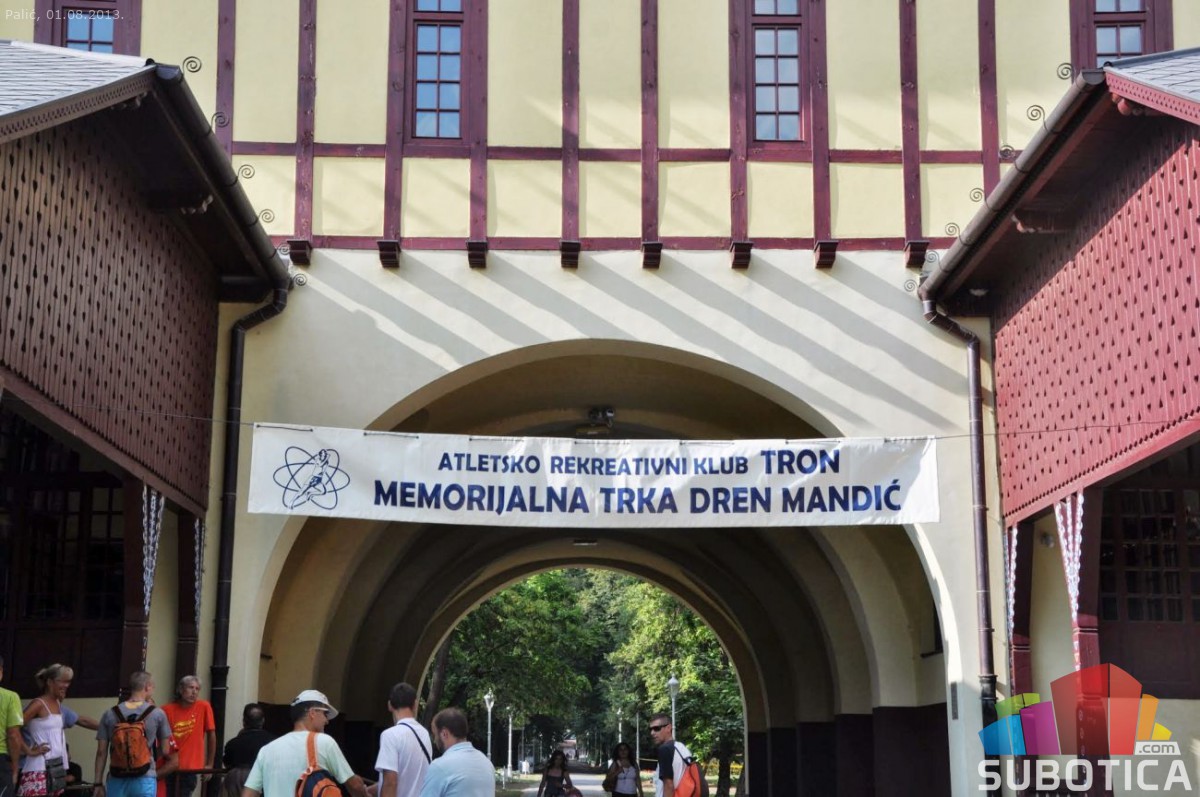 Palić, 01.08.2013.
ATLETSKO REKREATIVNI KLUB TRON
MEMORIJALNA TRKA DREN MANDIĆ
.com
SUBOTICA